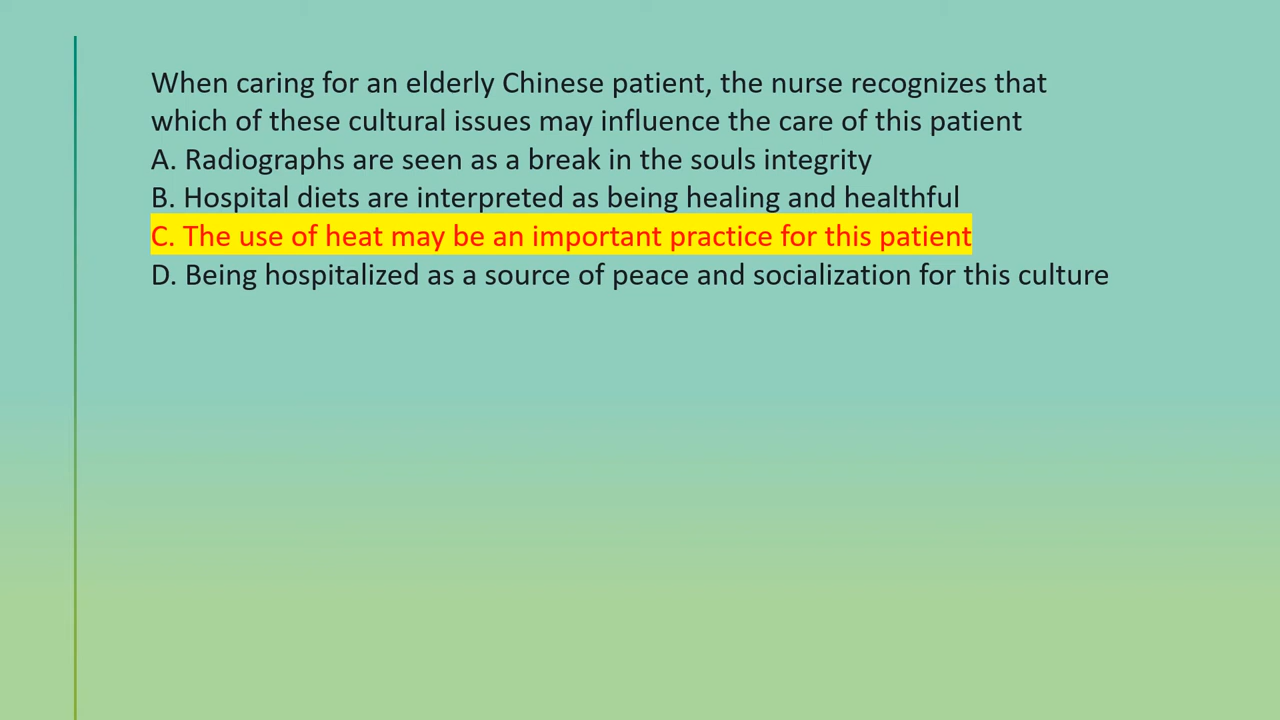 When caring for an elderly Chinese patient, the nurse recognizes that
which of these cultural issues may influence the care of this patient
A. Radiographs are seen as a break in the souls integrity
B. Hospital diets are interpreted as being healing and healthful
C. The use of heat may be an important practice for this patient
D. Being hospitalized as a source of peace and socialization for this culture